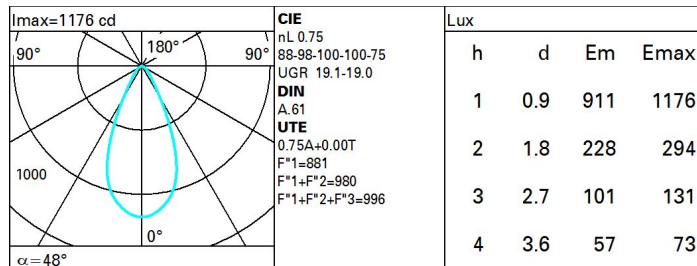 Imax=1176 cd
90° 180° 90°
1000
0°
α=48°
CIE
nL 0.75
88-98-100-100-75
UGR 19.1-19.0
DIN
A.61
UTE
0.75A+0.00T
F"1=881
F"1+F"2=980
F"1+F"2+F"3=996
Lux
h d Em Emax
1 0.9 911 1176
2 1.8 228 294
3 2.7 101 131
4 3.6 57 73